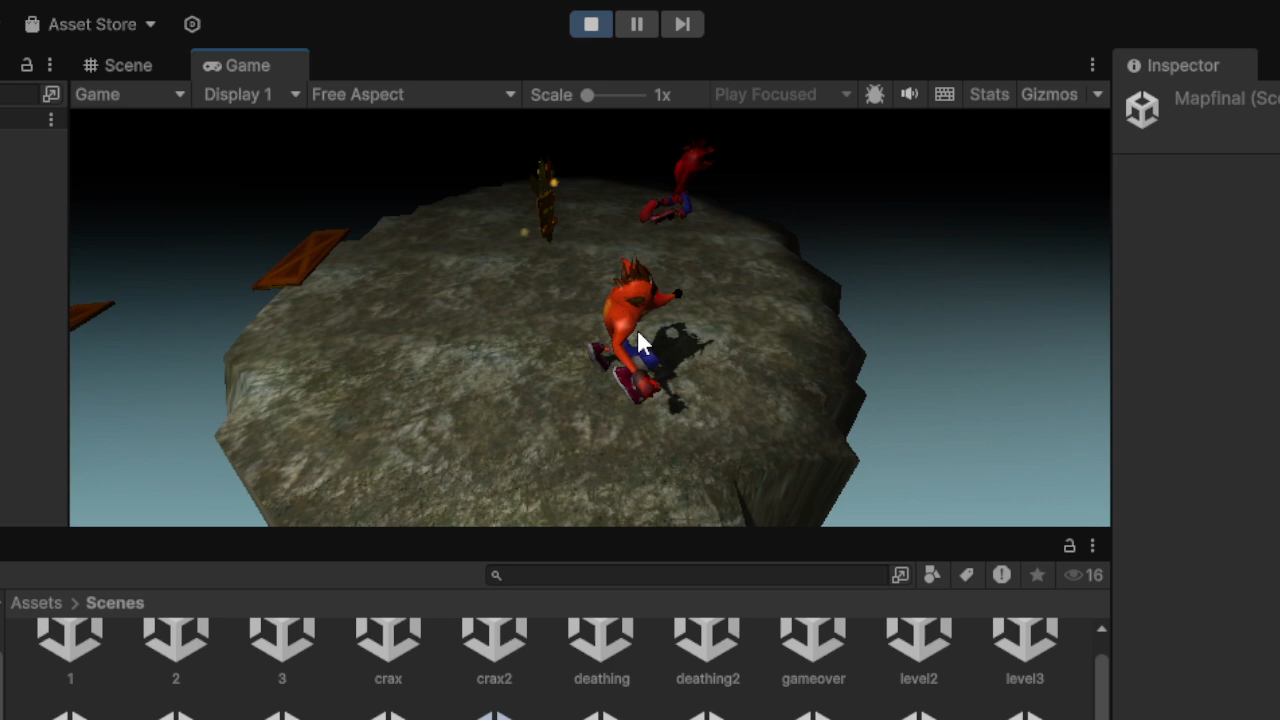 Asset Store
Scene
Game
Inspector
Game
Display 1
Free Aspect
Scale
1x
Play Focused
Stats
Gizmos
Mapfinal (Sc
16
Assets > Scenes
1
2
3
crax
crax2
deathing
deathing2
gameover
level2
level3